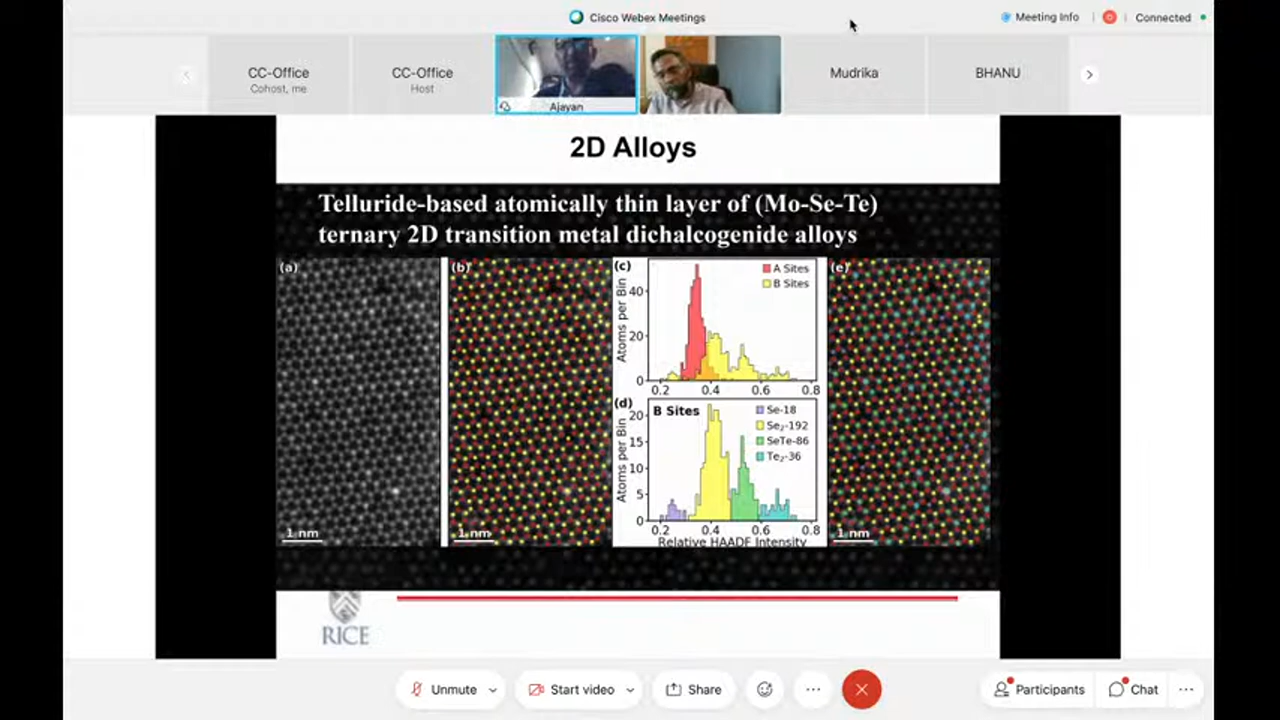 Cisco Webex Meetings
Meeting Info
Connected
CC-Office
Cohost, me
CC-Office
Host
Ajayan
Mudrika
BHANU
2D Alloys
Telluride-based atomically thin layer of (Mo-Se-Te)
ternary 2D transition metal dichalcogenide alloys
(a)
1 nm
(b)
1 nm
(c)
A Sites
B Sites
Atoms per Bin
40
20
0
0.2 0.4 0.6 0.8
(d)
B Sites
Se-18
Se₂-192
SeTe-86
Te₂-36
Atoms per Bin
20
15
10
5
0
0.2 0.4 0.6 0.8
Relative HAADF Intensity
(e)
1 nm
RICE
Unmute
Start video
Share
Participants
Chat